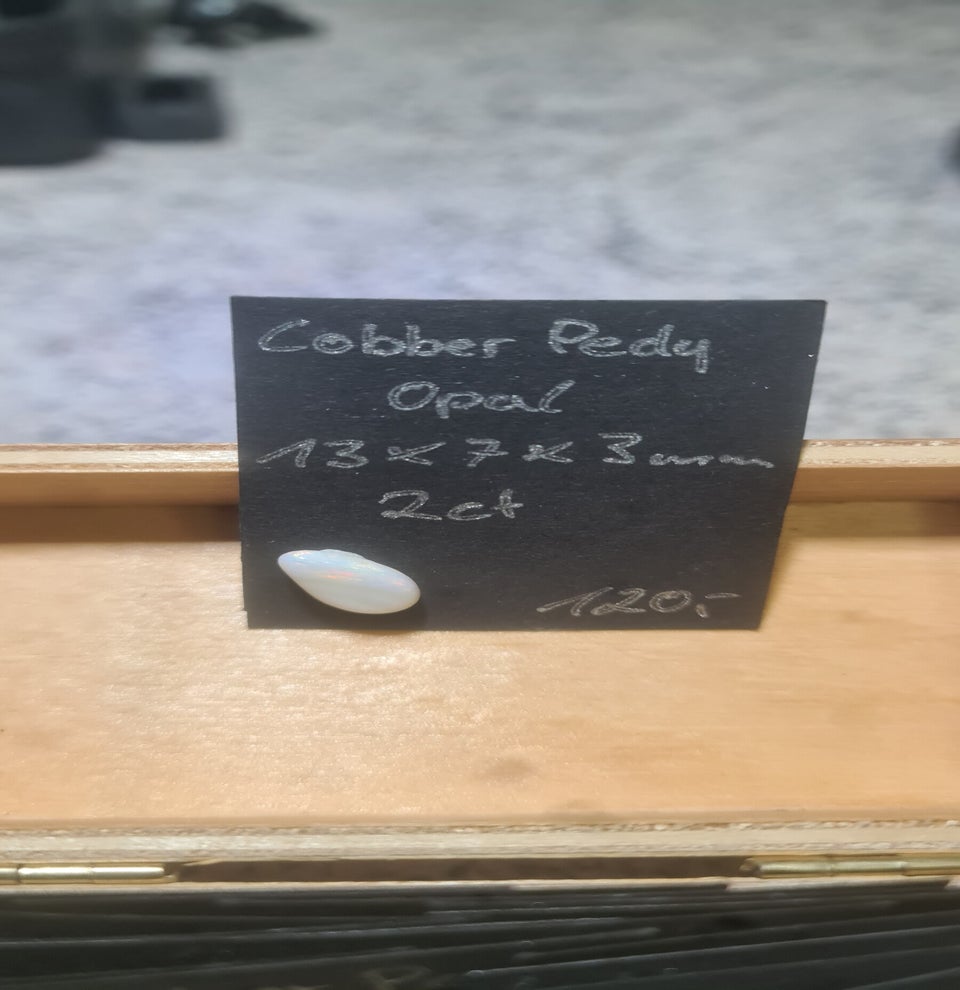 Cobber Pedy
Opal
13 x 7 x 3 mm
2ct
120,-